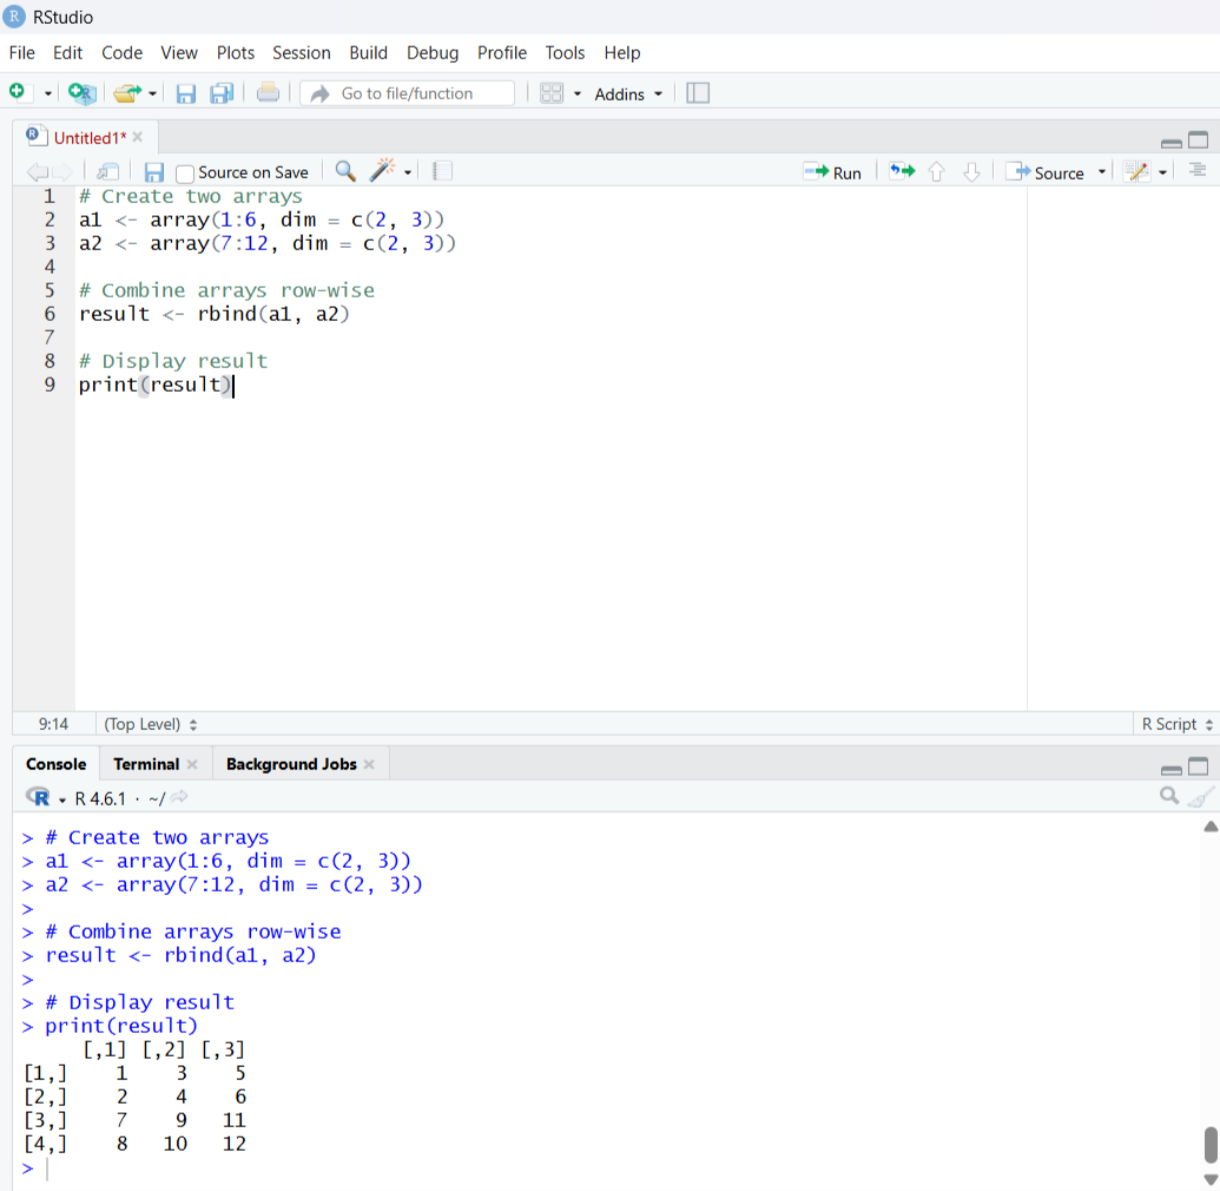 RStudio
File Edit Code View Plots Session Build Debug Profile Tools Help
Go to file/function Addins
Untitled1*
Source on Save Run Source
1 # Create two arrays
2 a1 <- array(1:6, dim = c(2, 3))
3 a2 <- array(7:12, dim = c(2, 3))
4
5 # Combine arrays row-wise
6 result <- rbind(a1, a2)
7
8 # Display result
9 print(result)
9:14 (Top Level) R Script
Console Terminal Background Jobs
R R 4.6.1 · ~/
> # Create two arrays
> a1 <- array(1:6, dim = c(2, 3))
> a2 <- array(7:12, dim = c(2, 3))
>
> # Combine arrays row-wise
> result <- rbind(a1, a2)
>
> # Display result
> print(result)
     [,1] [,2] [,3]
[1,]    1    3    5
[2,]    2    4    6
[3,]    7    9   11
[4,]    8   10   12
>